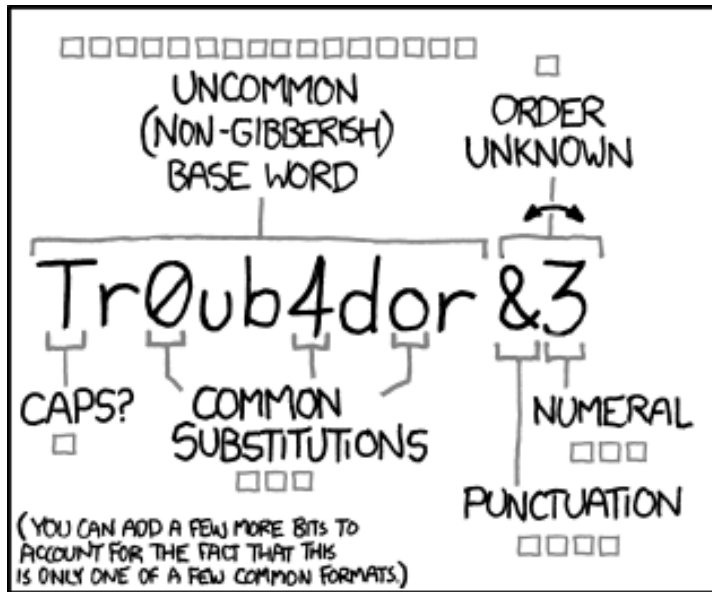 UNCOMMON
(NON-GIBBERISH)
BASE WORD
ORDER
UNKNOWN
Tr0ub4dor &3
CAPS?
COMMON
SUBSTITUTIONS
NUMERAL
PUNCTUATION
(YOU CAN ADD A FEW MORE BITS TO
ACCOUNT FOR THE FACT THAT THIS
IS ONLY ONE OF A FEW COMMON FORMATS.)